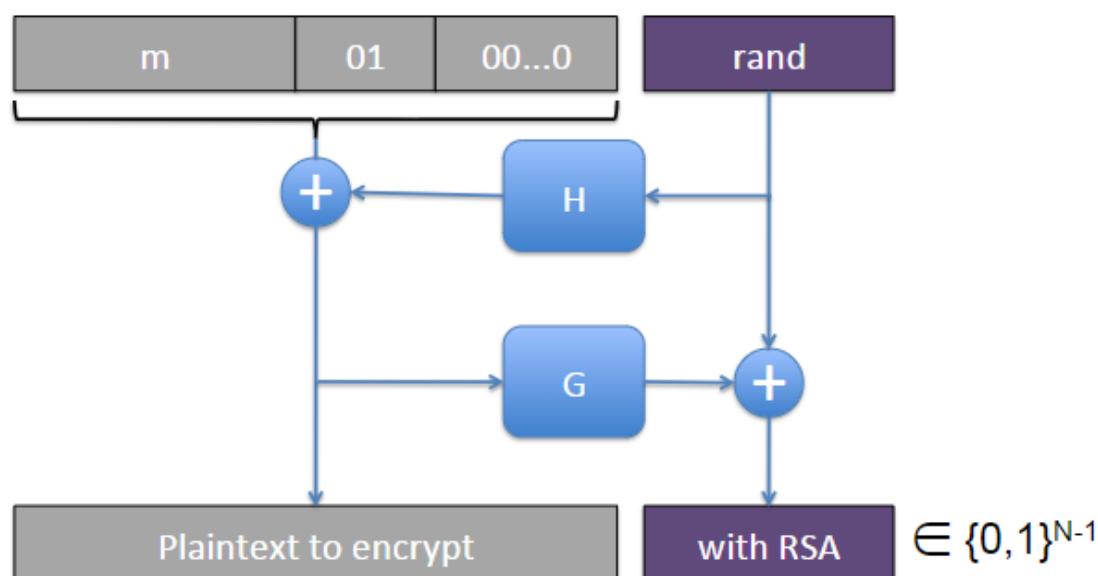 m 01 00...0 rand
+ H
G +
Plaintext to encrypt with RSA ∈ {0,1}^N-1